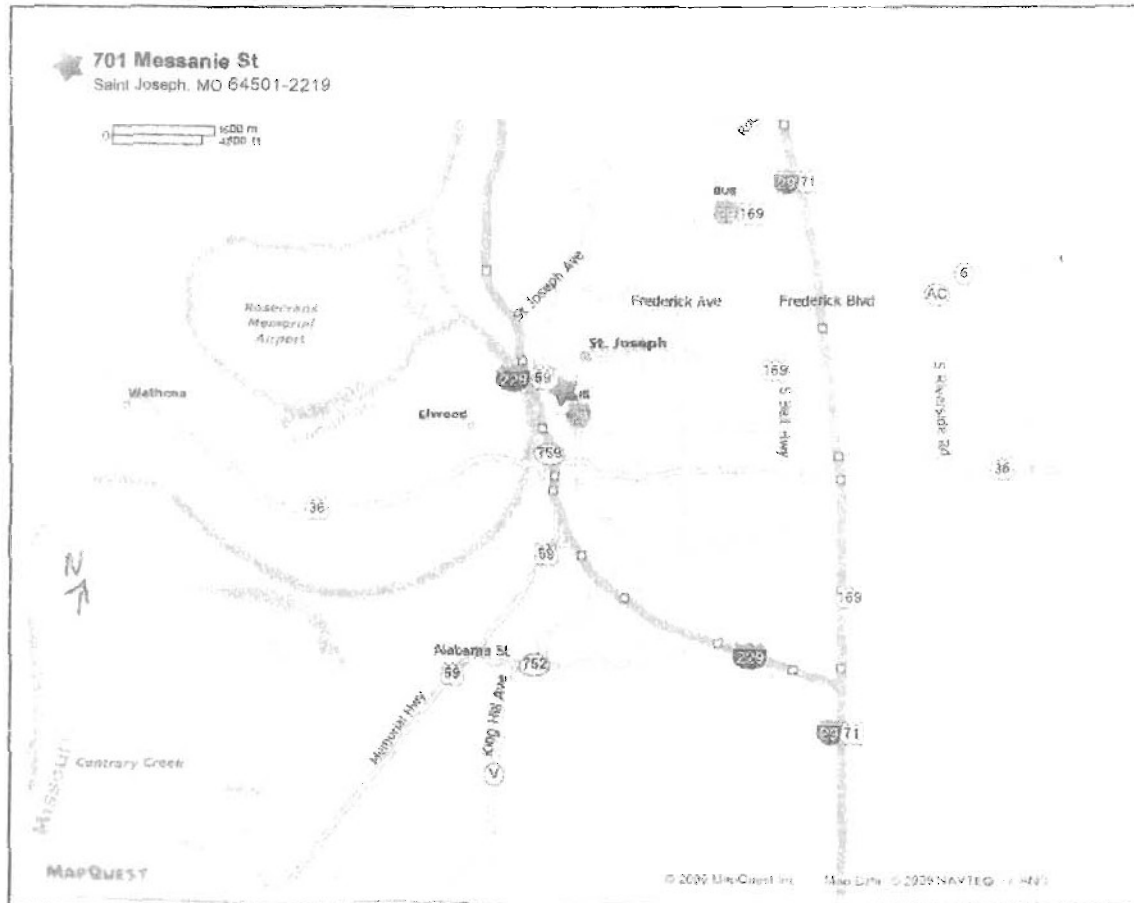 701 Messanie St
Saint Joseph, MO 64501-2219
0
1600 m
71
BUS
169
St Joseph Ave
6
AC
Frederick Ave
Frederick Blvd
Rosecrans
Memorial
Airport
St. Joseph
229
59
169
S Belt Hwy
S Riverside Rd
Wathena
Elwood
759
36
36
59
169
Alabama St
752
59
229
Memorial Hwy
King Hill Ave
V
29
71
N
Contrary Creek
Missouri
MAPQUEST
© 2009 MapQuest Inc
Map Data © 2009 NAVTEQ